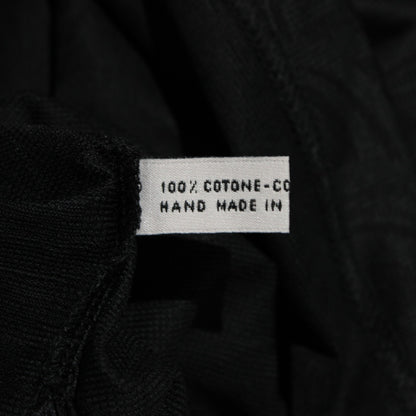 100% COTONE-CO
HAND MADE IN